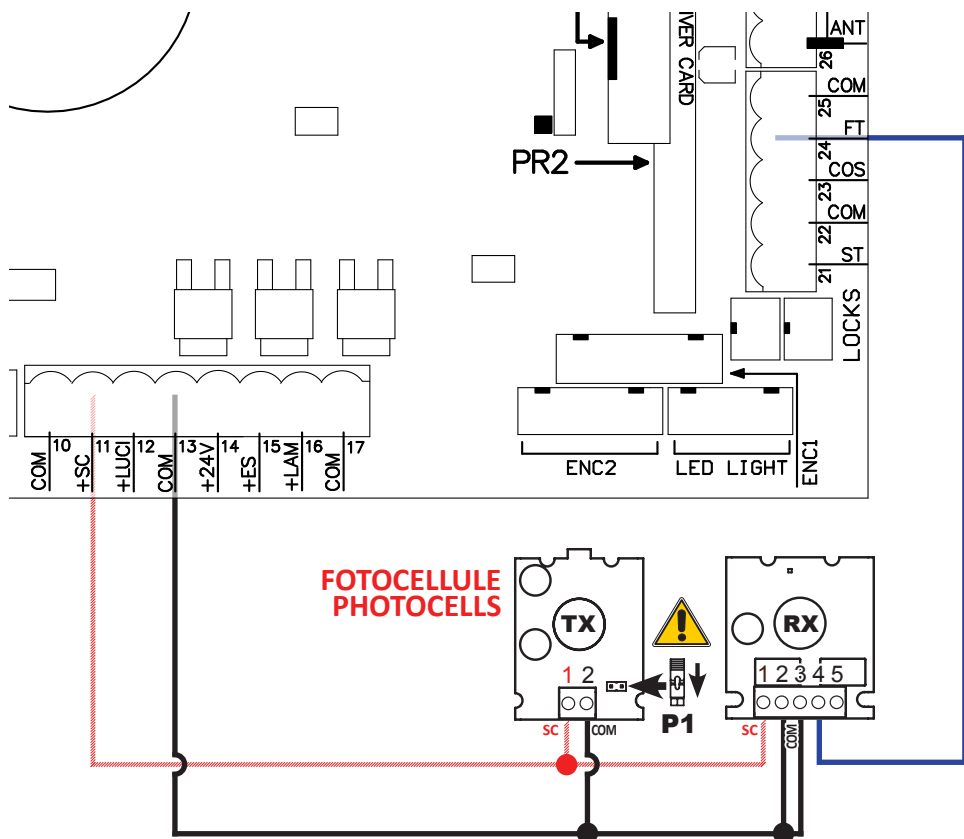 ANT
26
COM
25
FT
24
COS
23
COM
22
ST
21
LOCKS
VER CARD
PR2
10 11 12 13 14 15 16 17
COM +SC +LUCI COM +24V +ES +LAM COM
ENC2
LED LIGHT
ENC1
FOTOCELLULE
PHOTOCELLS
TX
RX
1 2
1 2 3 4 5
P1
SC COM
SC COM